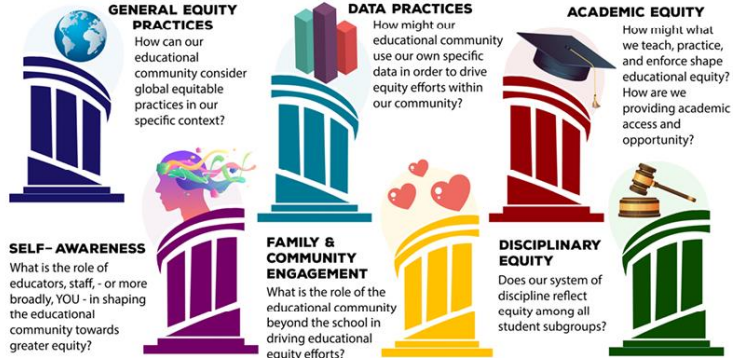 GENERAL EQUITY
PRACTICES
How can our
educational
community consider
global equitable
practices in our
specific context?
DATA PRACTICES
How might our
educational community
use our own specific
data in order to drive
equity efforts within
our community?
ACADEMIC EQUITY
How might what
we teach, practice,
and enforce shape
educational equity?
How are we
providing academic
access and
opportunity?
SELF- AWARENESS
What is the role of
educators, staff, - or more
broadly, YOU - in shaping
the educational
community towards
greater equity?
FAMILY &
COMMUNITY
ENGAGEMENT
What is the role of the
educational community
beyond the school in
driving educational
equity efforts?
DISCIPLINARY
EQUITY
Does our system of
discipline reflect
equity among all
student subgroups?